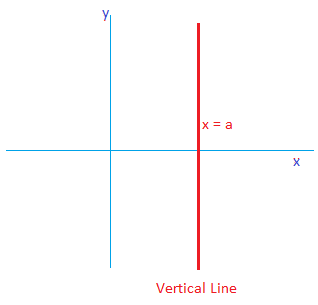 y
x = a
x
Vertical Line